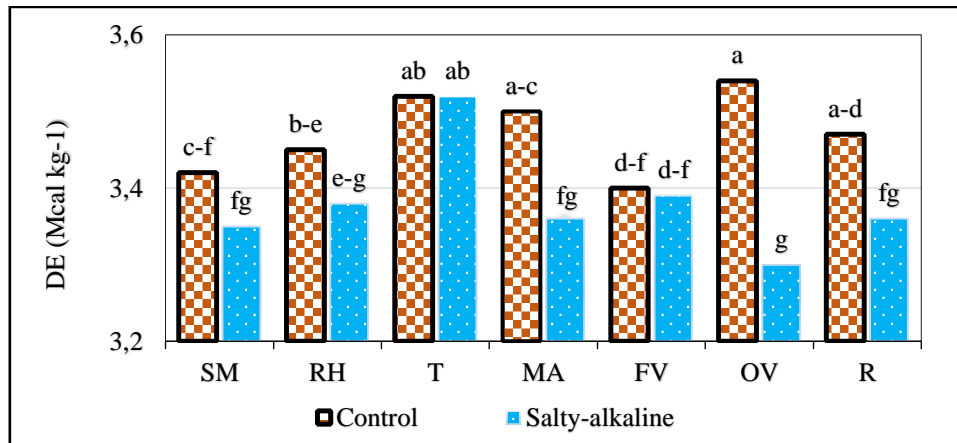 DE (Mcal kg-1)
3,6
3,4
3,2
c-f
fg
b-e
e-g
ab
ab
a-c
fg
d-f
d-f
a
g
a-d
fg
SM RH T MA FV OV R
Control Salty-alkaline